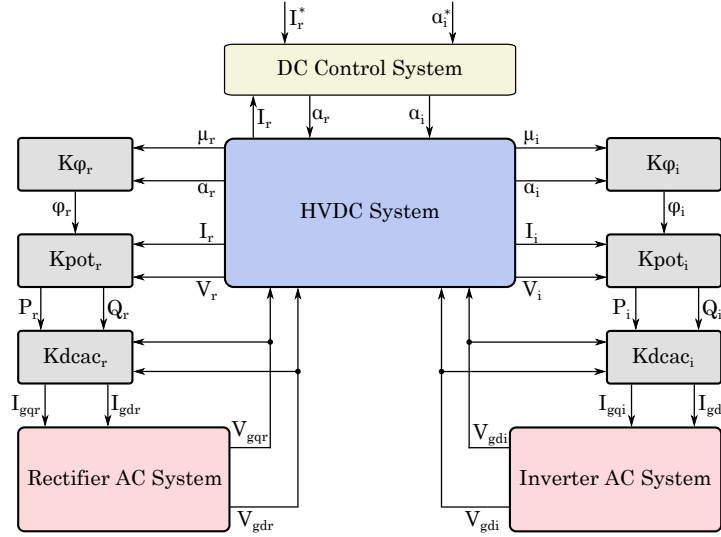 I_r^* α_i^*
DC Control System
I_r α_r α_i
μ_r μ_i
Kφ_r Kφ_i
α_r α_i
HVDC System
φ_r φ_i
I_r I_i
Kpot_r Kpot_i
V_r V_i
P_r Q_r P_i Q_i
Kdcac_r Kdcac_i
I_gqr I_gdr I_gqi I_gd
V_gqr V_gdi
Rectifier AC System Inverter AC System
V_gdr V_gdi